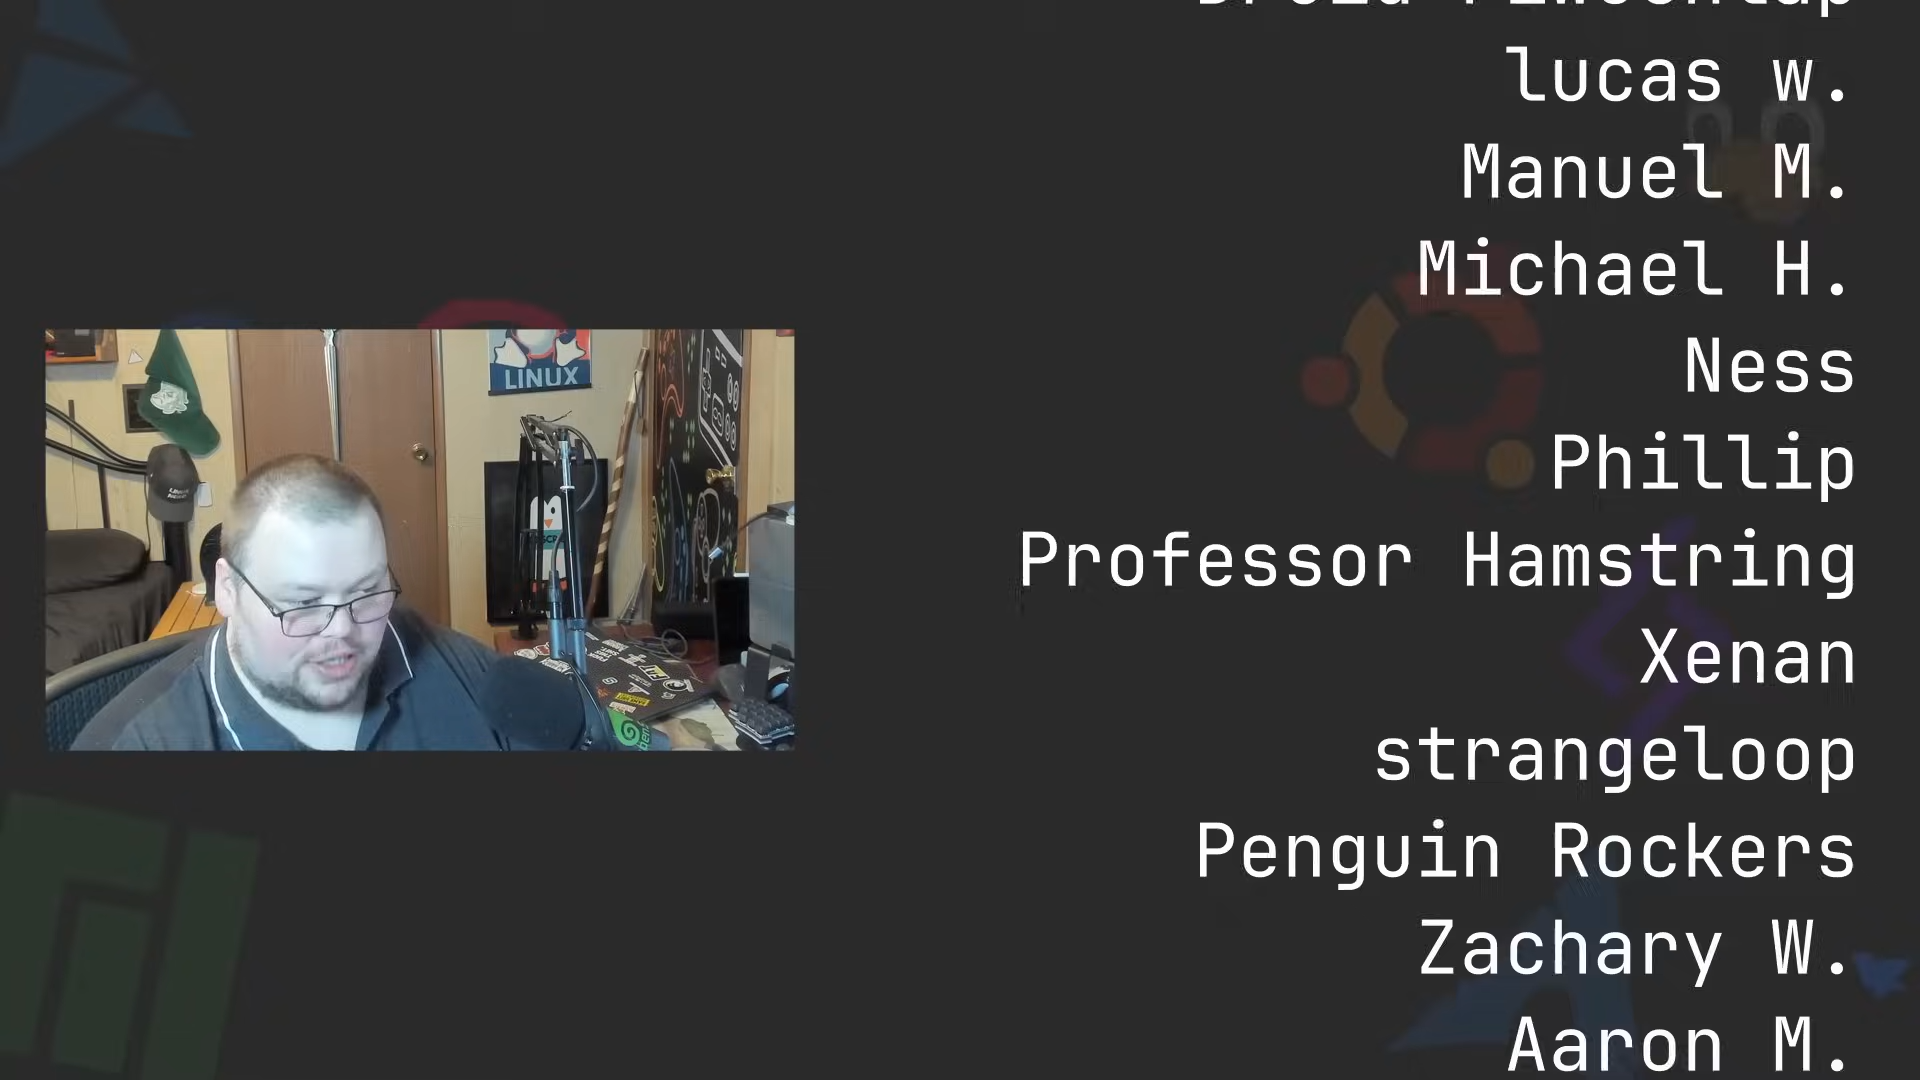 lucas w.
Manuel M.
Michael H.
Ness
Phillip
Professor Hamstring
Xenan
strangeloop
Penguin Rockers
Zachary W.
Aaron M.
LINUX